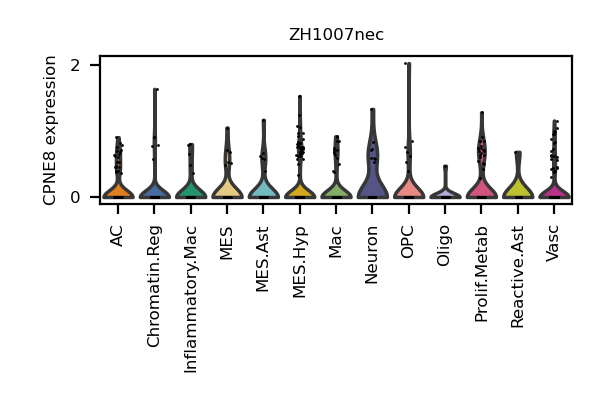 ZH1007nec
CPNE8 expression
2
0
AC
Chromatin.Reg
Inflammatory.Mac
MES
MES.Ast
MES.Hyp
Mac
Neuron
OPC
Oligo
Prolif.Metab
Reactive.Ast
Vasc